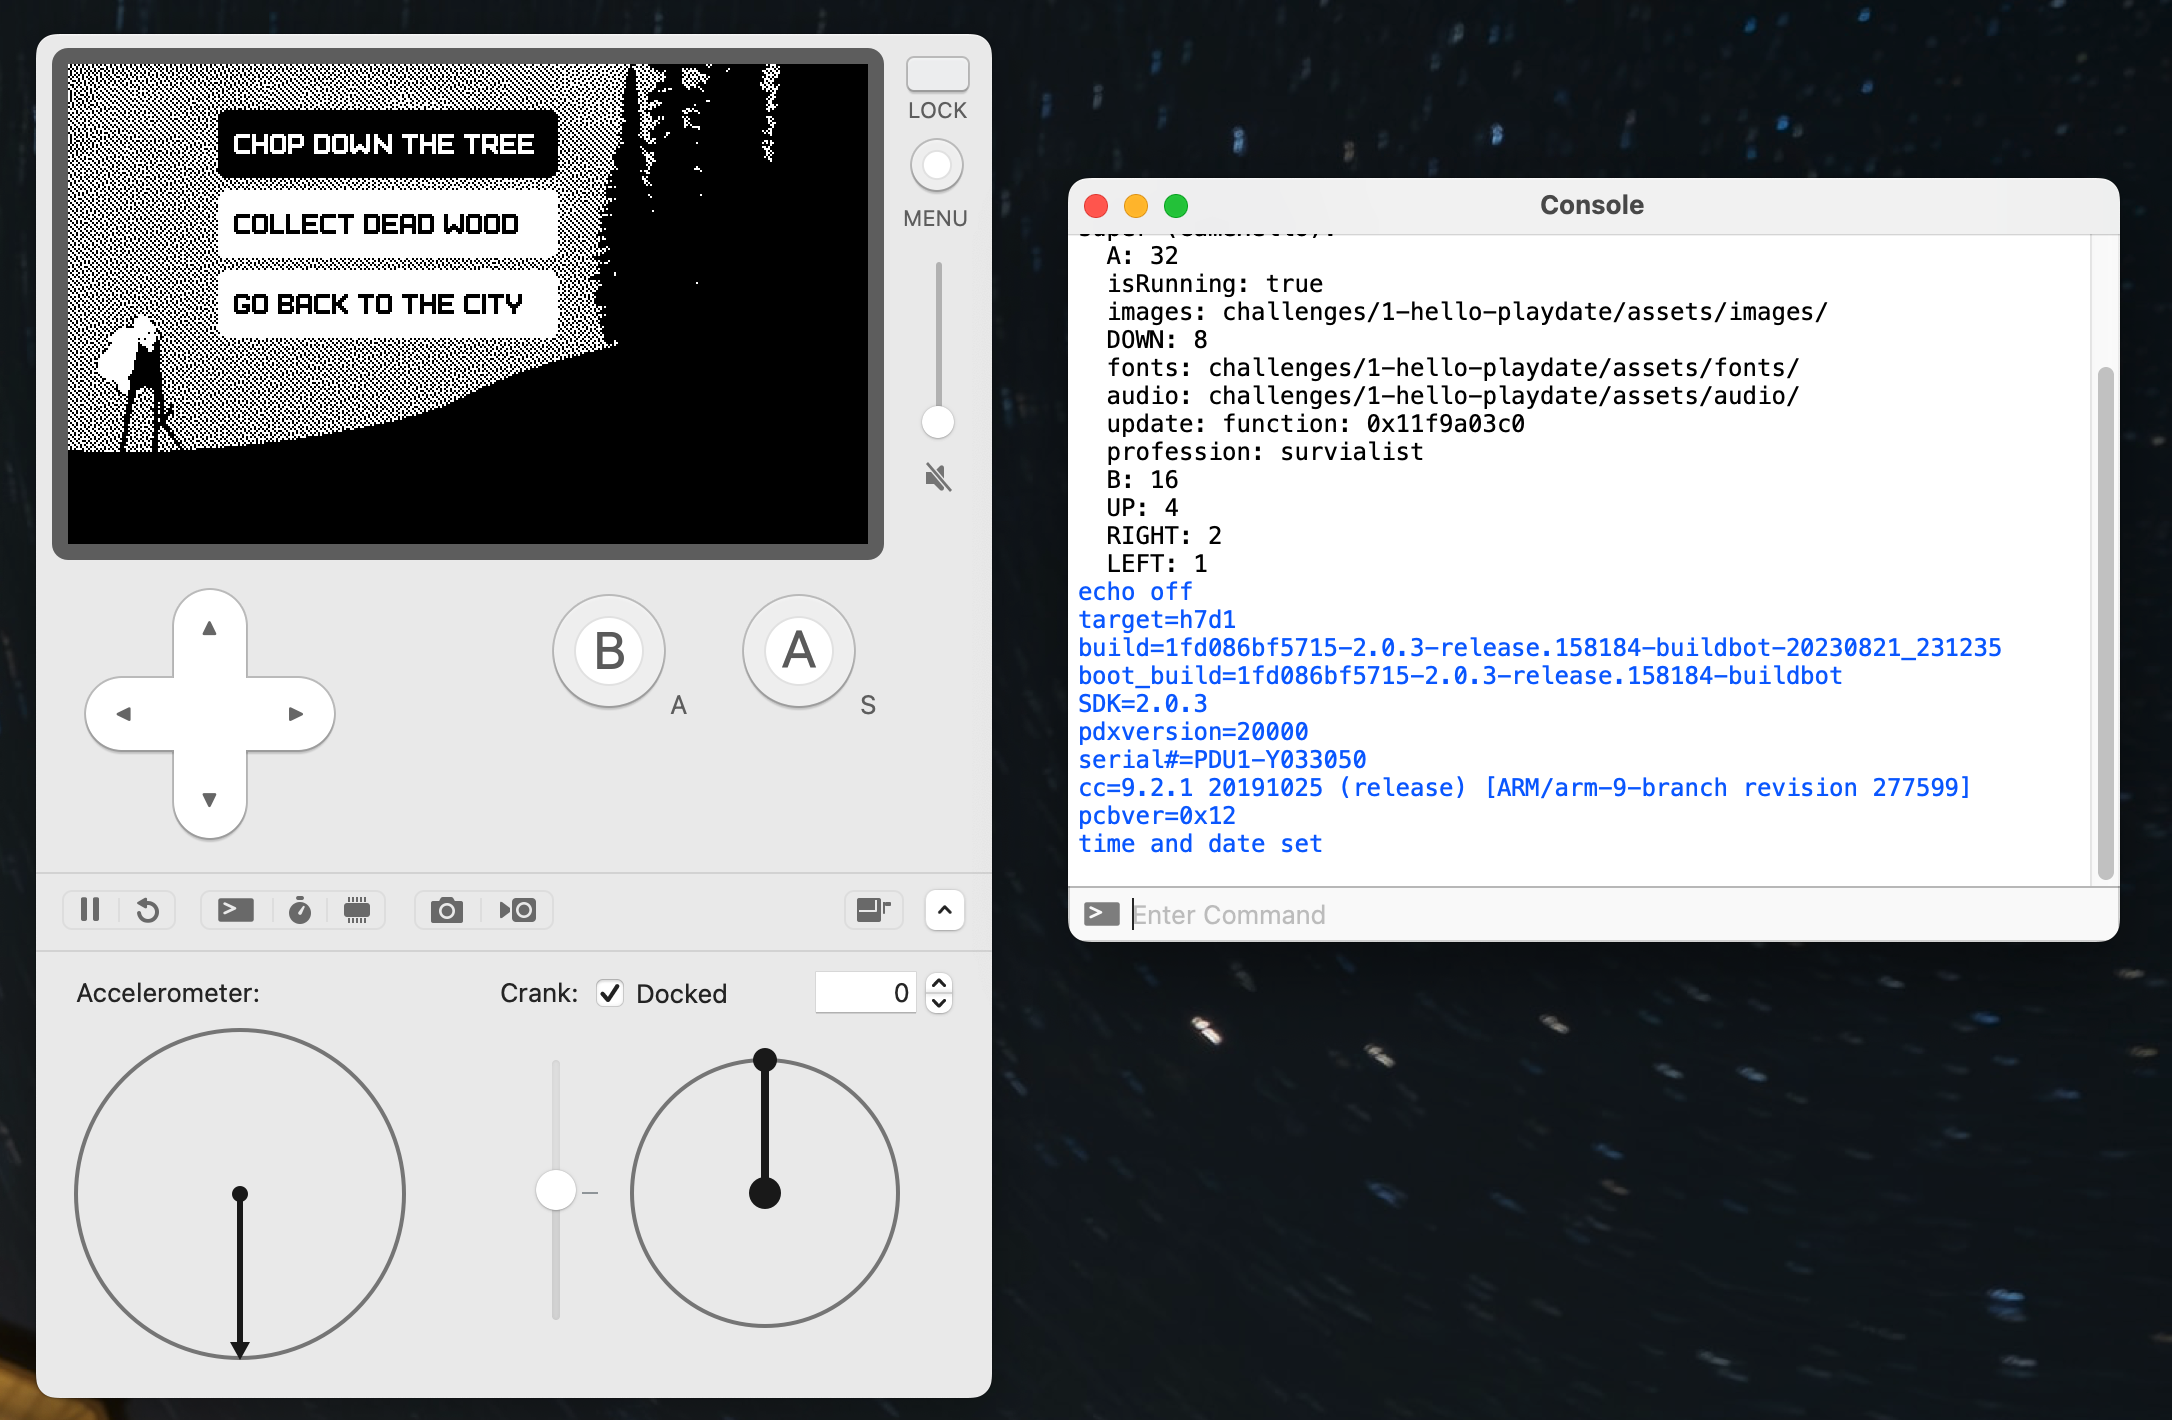 CHOP DOWN THE TREE
COLLECT DEAD WOOD
GO BACK TO THE CITY
LOCK
MENU
B
A
A
S
Accelerometer:
Crank:
Docked
0
Console
A: 32
isRunning: true
images: challenges/1-hello-playdate/assets/images/
DOWN: 8
fonts: challenges/1-hello-playdate/assets/fonts/
audio: challenges/1-hello-playdate/assets/audio/
update: function: 0x11f9a03c0
profession: survialist
B: 16
UP: 4
RIGHT: 2
LEFT: 1
echo off
target=h7d1
build=1fd086bf5715-2.0.3-release.158184-buildbot-20230821_231235
boot_build=1fd086bf5715-2.0.3-release.158184-buildbot
SDK=2.0.3
pdxversion=20000
serial#=PDU1-Y033050
cc=9.2.1 20191025 (release) [ARM/arm-9-branch revision 277599]
pcbver=0x12
time and date set
Enter Command